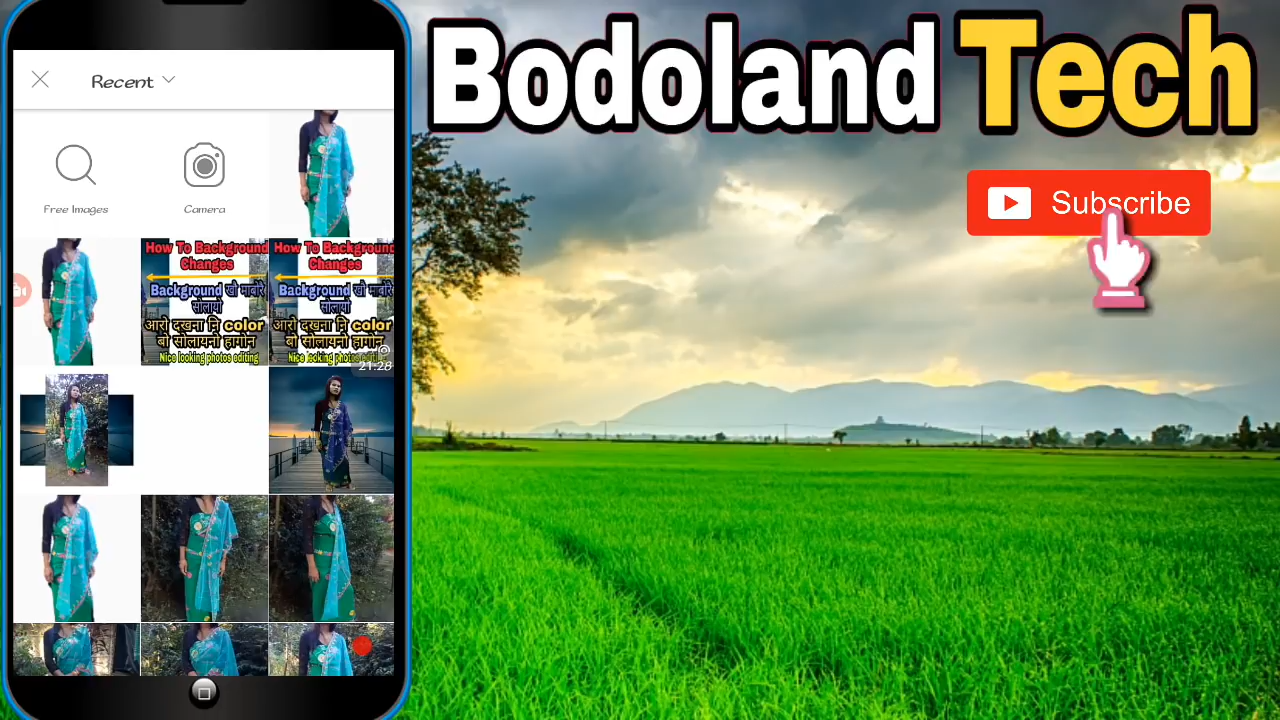 Bodoland Tech
Subscribe
Recent
Free Images
Camera
How To Background
Changes
Background खौ माबोरै
सोलायो
आरो दखना नि color
बो सोलायनो हागोन
Nice looking photos editing
How To Background
Changes
Background खौ माबोरे
सोलायो
आरो दखना नि color
बो सोलायनो हागोन
Nice looking photos editing
21:28